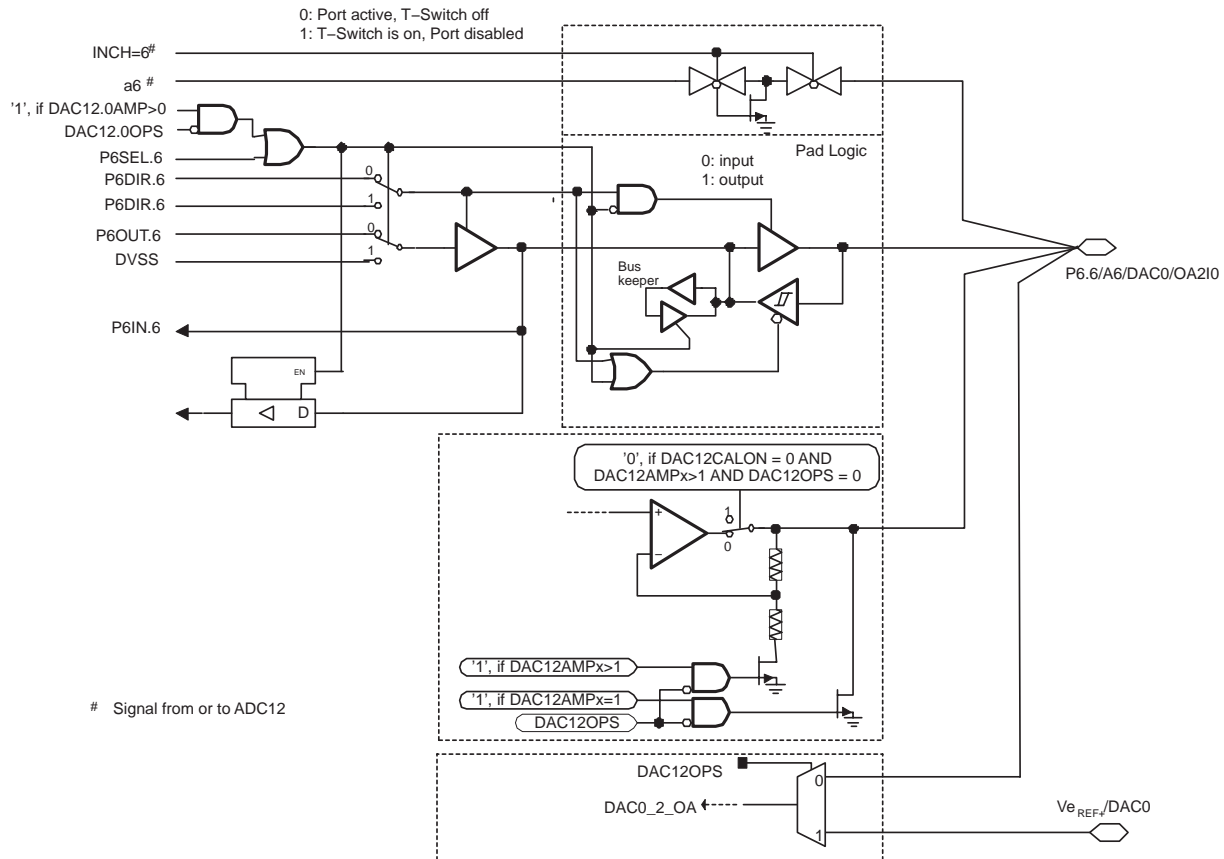 0: Port active, T−Switch off
1: T−Switch is on, Port disabled
INCH=6#
a6 #
'1', if DAC12.0AMP>0
DAC12.0OPS
P6SEL.6
P6DIR.6
0
P6DIR.6
1
P6OUT.6
0
DVSS
1
P6IN.6
EN
D
Pad Logic
0: input
1: output
Bus
keeper
P6.6/A6/DAC0/OA2I0
'0', if DAC12CALON = 0 AND
DAC12AMPx>1 AND DAC12OPS = 0
+
−
1
0
'1', if DAC12AMPx>1
'1', if DAC12AMPx=1
DAC12OPS
# Signal from or to ADC12
DAC12OPS
0
DAC0_2_OA
1
VeREF+/DAC0